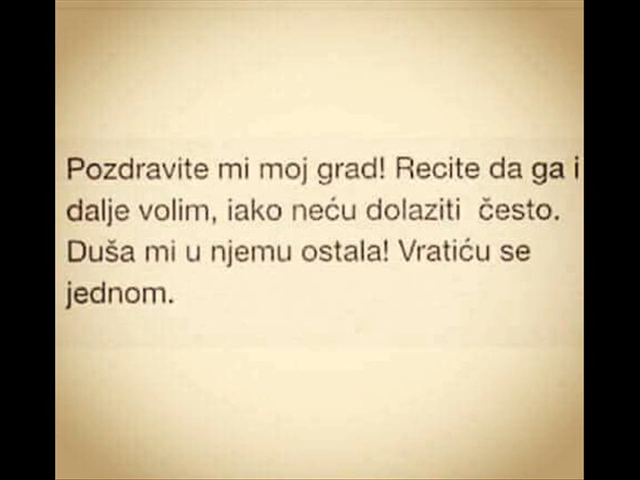 Pozdravite mi moj grad! Recite da ga i
dalje volim, iako neću dolaziti  često.
Duša mi u njemu ostala! Vratiću se
jednom.